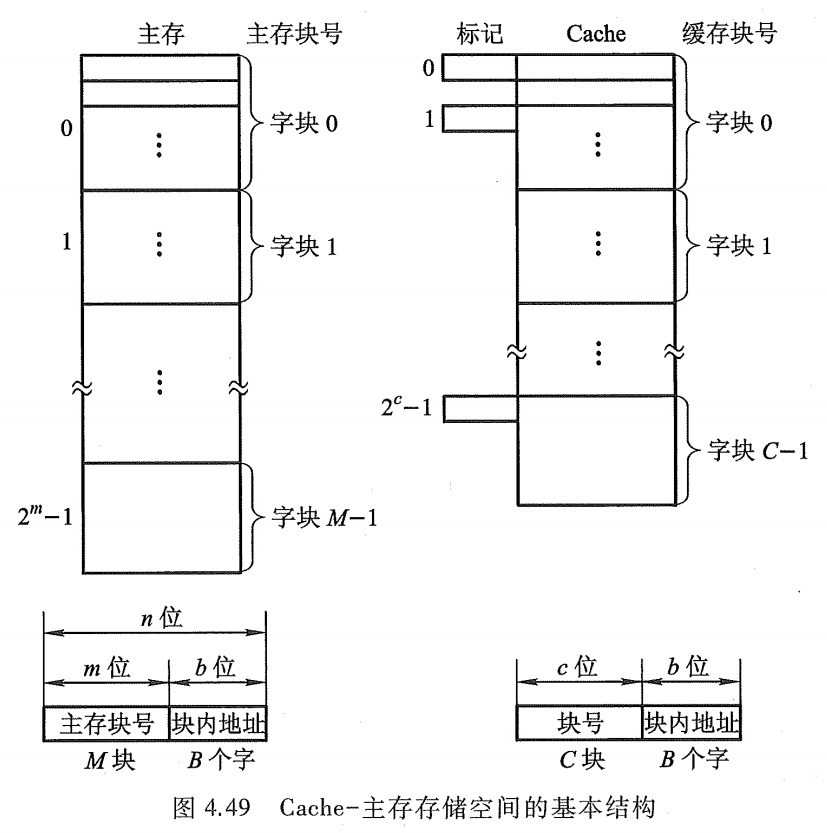 主存 主存块号 标记 Cache 缓存块号
0
1
0
字块 0
字块 0
1
字块 1
字块 1
2^c−1
字块 C−1
2^m−1
字块 M−1
n 位
m 位 b 位 c 位 b 位
主存块号 块内地址 块号 块内地址
M 块 B 个字 C 块 B 个字
图 4.49 Cache-主存存储空间的基本结构